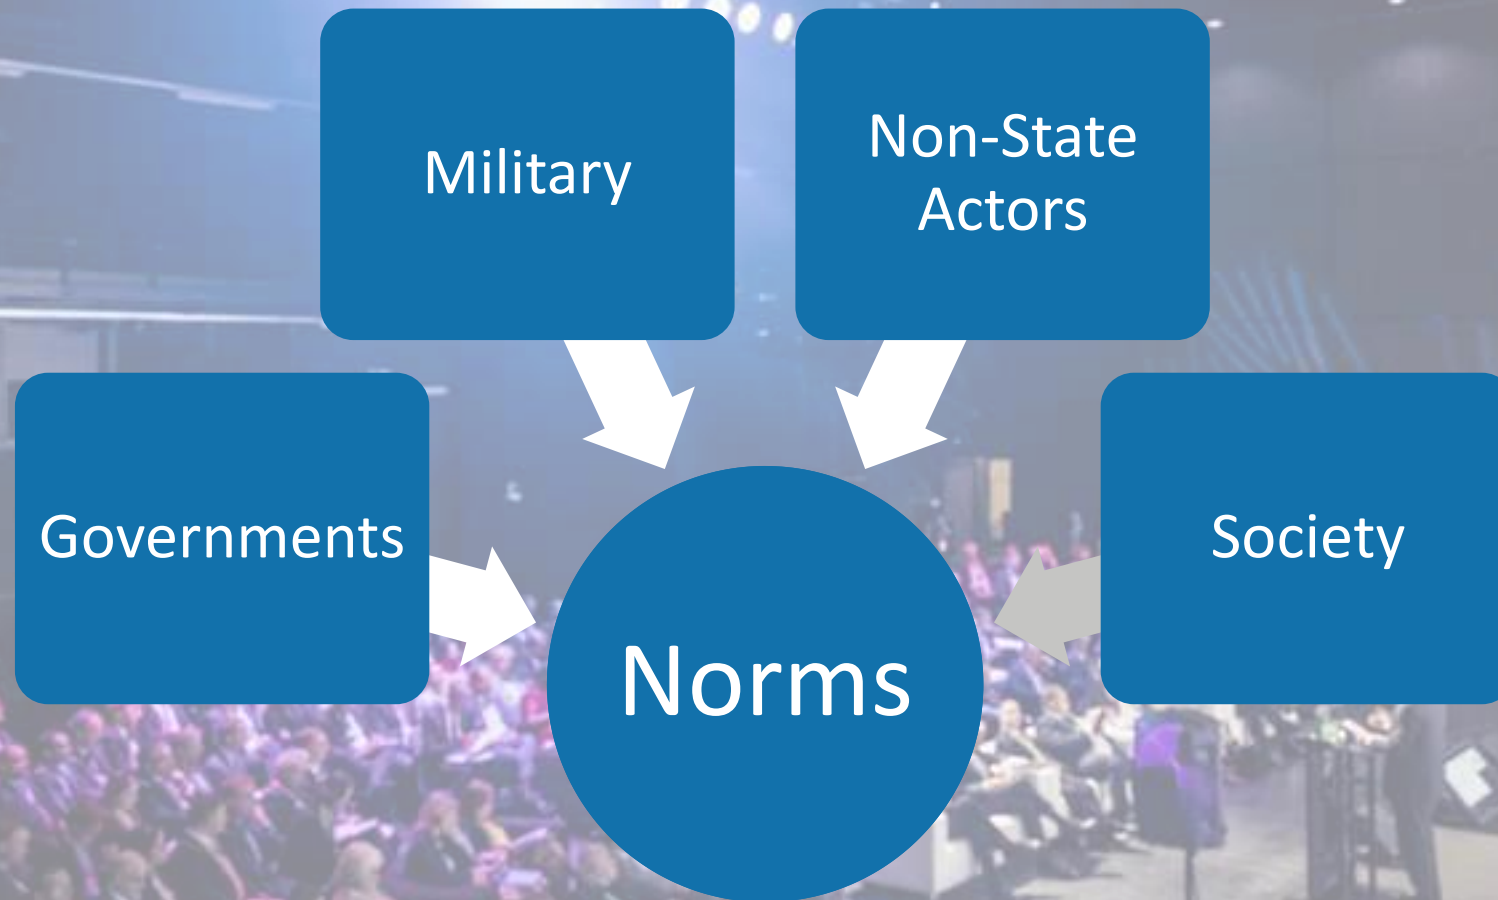 Military
Non-State
Actors
Governments
Society
Norms